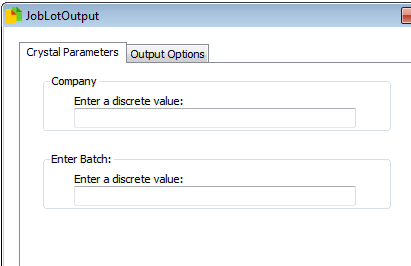 JobLotOutput
Crystal Parameters
Output Options
Company
Enter a discrete value:
Enter Batch:
Enter a discrete value: